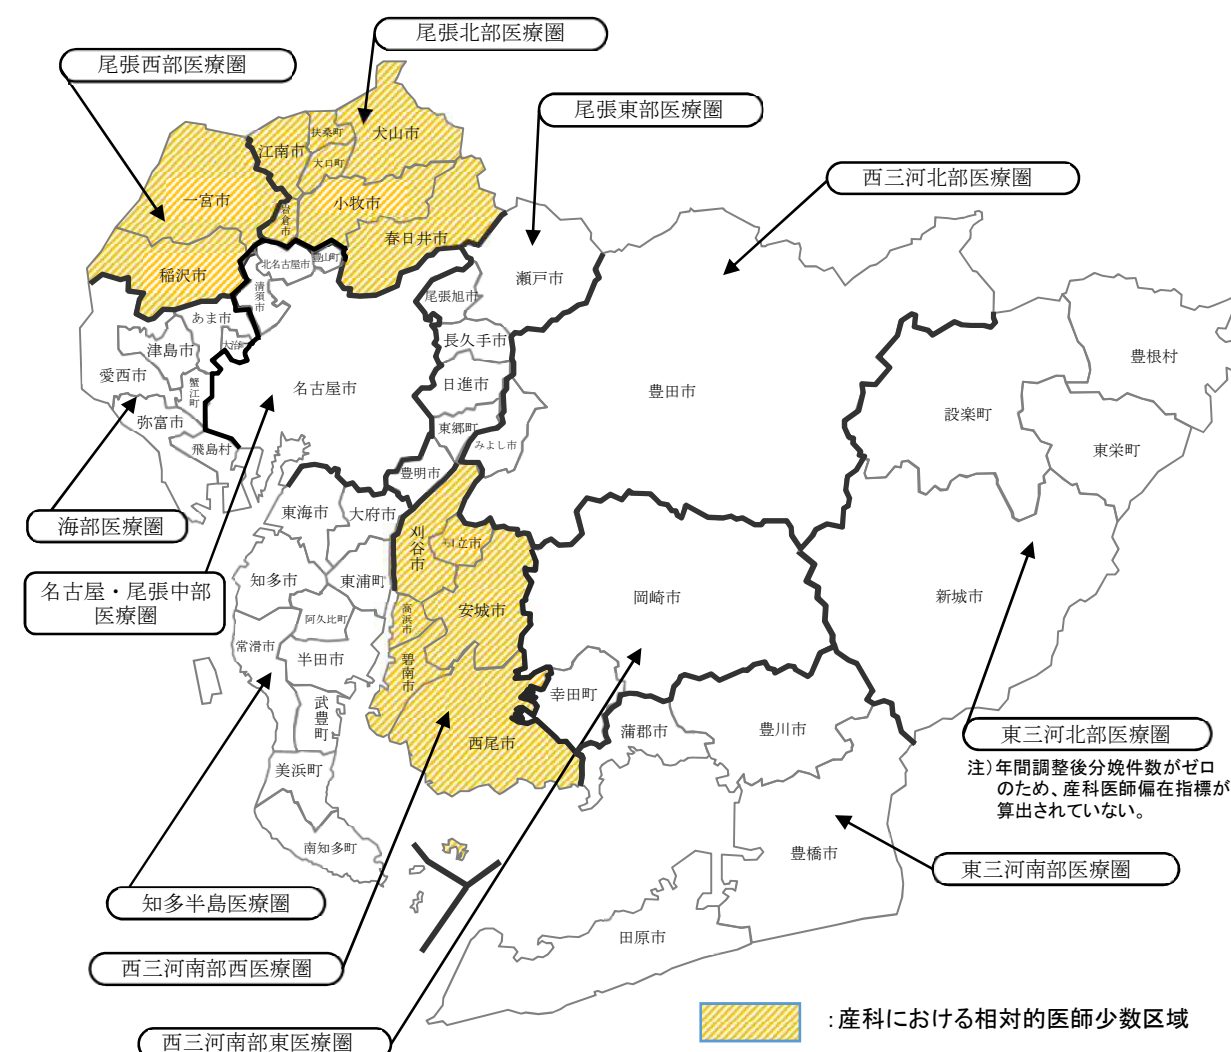 尾張北部医療圏
尾張西部医療圏
尾張東部医療圏
西三河北部医療圏
扶桑町
犬山市
江南市
大口町
一宮市
岩倉市
小牧市
春日井市
稲沢市
北名古屋市
豊山町
瀬戸市
清須市
尾張旭市
あま市
大治
長久手市
津島市
愛西市
蟹江町
名古屋市
日進市
豊田市
豊根村
設楽町
弥富市
東郷町
みよし市
東栄町
飛島村
豊明市
東海市
大府市
海部医療圏
刈谷市
知立市
知多市
東浦町
名古屋・尾張中部
医療圏
岡崎市
新城市
高浜市
安城市
阿久比町
常滑市
半田市
碧南市
幸田町
武豊町
西尾市
蒲郡市
豊川市
東三河北部医療圏
注）年間調整後分娩件数がゼロ
のため、産科医師偏在指標が
算出されていない。
美浜町
南知多町
豊橋市
東三河南部医療圏
知多半島医療圏
田原市
西三河南部西医療圏
：産科における相対的医師少数区域
西三河南部東医療圏